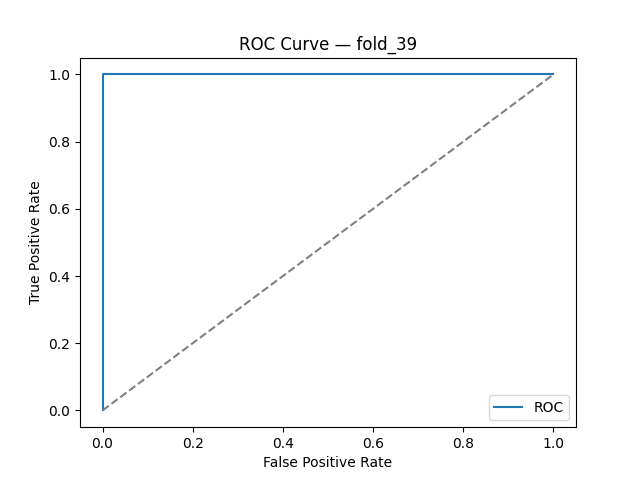 ROC Curve — fold_39
1.0
0.8
0.6
0.4
0.2
0.0
True Positive Rate
0.0 0.2 0.4 0.6 0.8 1.0
False Positive Rate
ROC